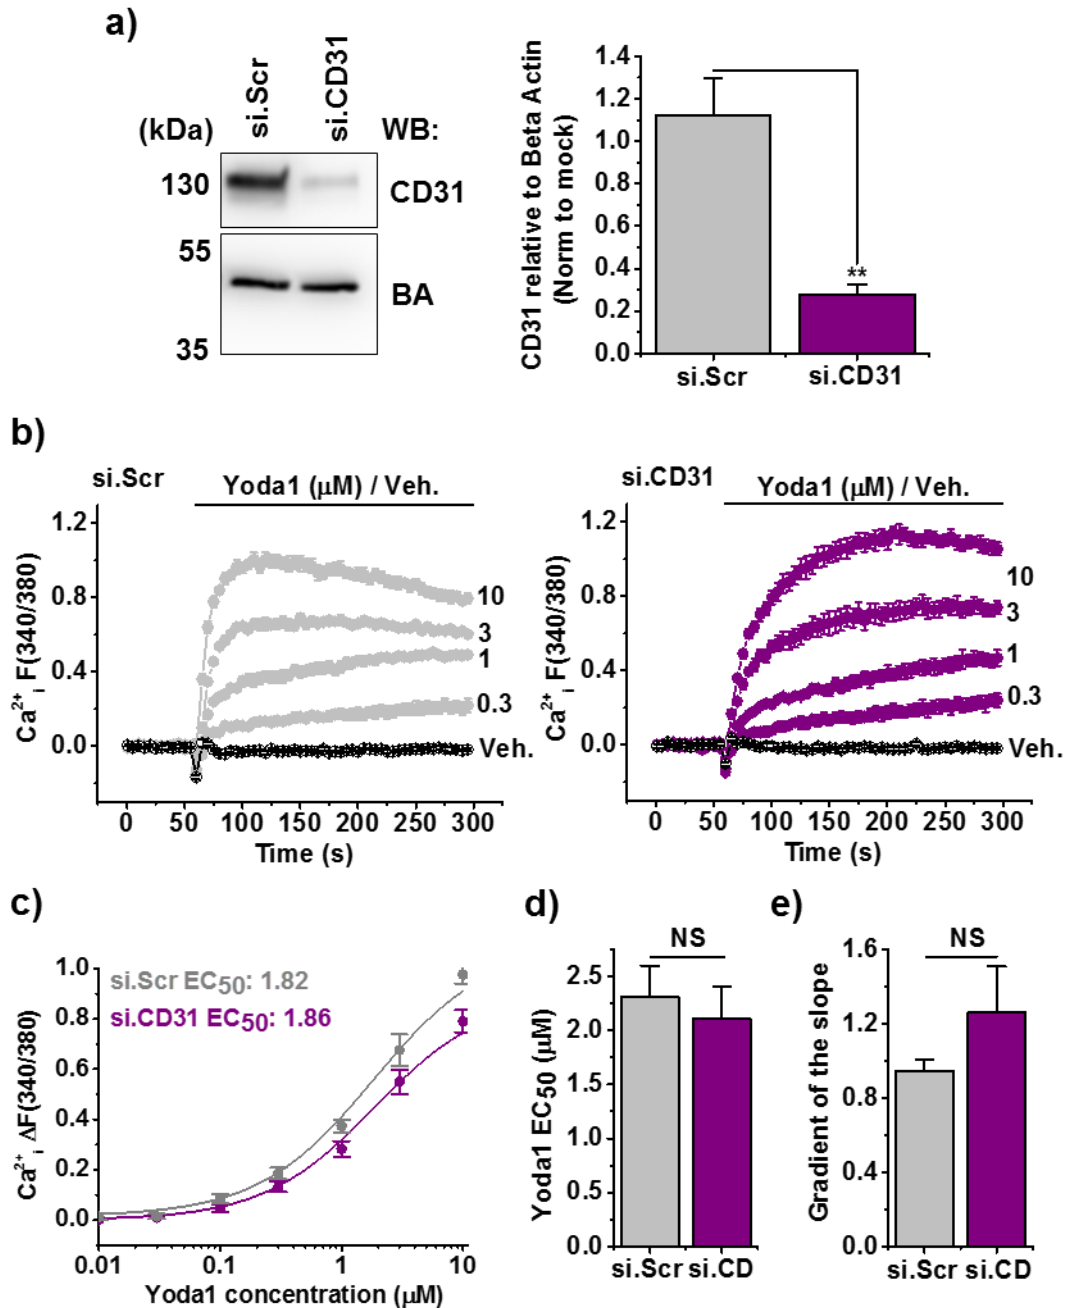 a)
si.Scr
si.CD31
(kDa)
WB:
130
CD31
55
BA
35
CD31 relative to Beta Actin
(Norm to mock)
1.4
1.2
1.0
0.8
0.6
0.4
0.2
0.0
**
si.Scr
si.CD31
b)
si.Scr
Yoda1 (μM) / Veh.
Ca²⁺ᵢ F(340/380)
1.2
0.8
0.4
0.0
10
3
1
0.3
Veh.
0 50 100 150 200 250 300
Time (s)
si.CD31
Yoda1 (μM) / Veh.
Ca²⁺ᵢ F(340/380)
1.2
0.8
0.4
0.0
10
3
1
0.3
Veh.
0 50 100 150 200 250 300
Time (s)
c)
si.Scr EC₅₀: 1.82
si.CD31 EC₅₀: 1.86
Ca²⁺ᵢ ΔF(340/380)
1.0
0.8
0.6
0.4
0.2
0.0
0.01 0.1 1 10
Yoda1 concentration (μM)
d)
NS
Yoda1 EC₅₀ (μM)
2.5
2.0
2.5
1.0
0.5
0.0
si.Scr si.CD
e)
NS
Gradient of the slope
1.6
1.2
0.8
0.4
0.0
si.Scr si.CD